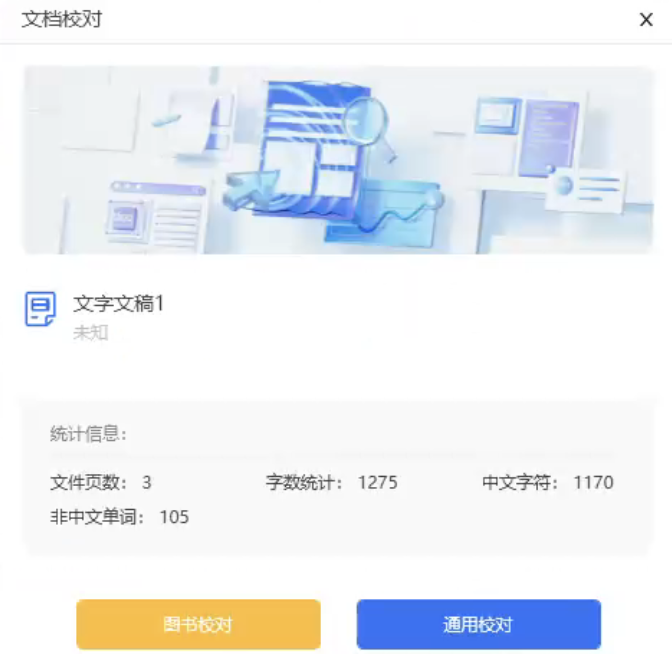 文档校对 X
文字文稿1
未知
统计信息：
文件页数： 3 字数统计： 1275 中文字符： 1170
非中文单词： 105
图书校对 通用校对